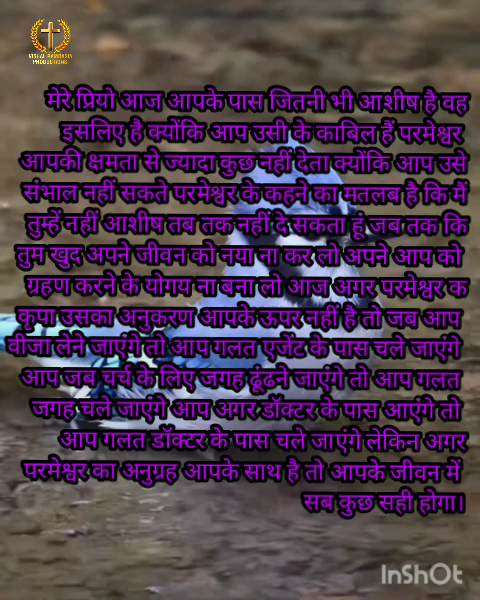 VISHAL RANDHAWA
PRODUCTIONS
मेरे प्रियो आज आपके पास जितनी भी आशीष है वह
इसलिए है क्योंकि आप उसी के काबिल हैं परमेश्वर
आपकी क्षमता से ज्यादा कुछ नहीं देता क्योंकि आप उसे
संभाल नहीं सकते परमेश्वर के कहने का मतलब है कि मैं
तुम्हें नहीं आशीष तब तक नहीं दे सकता हूं जब तक कि
तुम खुद अपने जीवन को नया ना कर लो अपने आप को
ग्रहण करने के योगय ना बना लो आज अगर परमेश्वर क
कृपा उसका अनुकरण आपके ऊपर नहीं है तो जब आप
वीजा लेने जाएंगे तो आप गलत एजेंट के पास चले जाएंगे
आप जब चर्च के लिए जगह ढूंढने जाएंगे तो आप गलत
जगह चले जाएंगे आप अगर डॉक्टर के पास आएंगे तो
आप गलत डॉक्टर के पास चले जाएंगे लेकिन अगर
परमेश्वर का अनुग्रह आपके साथ है तो आपके जीवन में
सब कुछ सही होगा।
InShOt